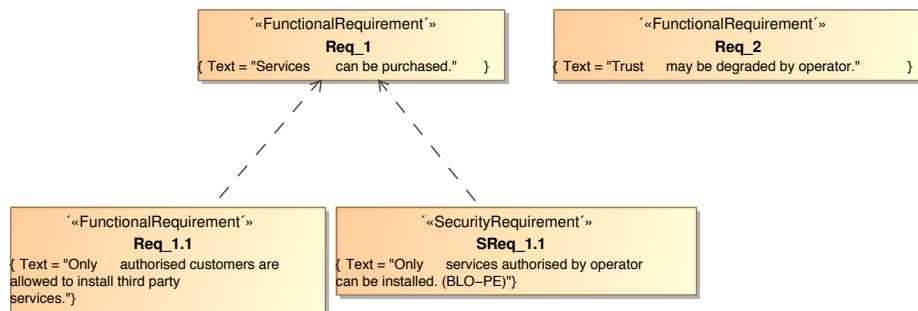 ´«FunctionalRequirement´»
Req_1
{ Text = "Services can be purchased." }
´«FunctionalRequirement´»
Req_2
{ Text = "Trust may be degraded by operator." }
´«FunctionalRequirement´»
Req_1.1
{ Text = "Only authorised customers are
allowed to install third party
services."}
´«SecurityRequirement´»
SReq_1.1
{ Text = "Only services authorised by operator
can be installed. (BLO−PE)"}